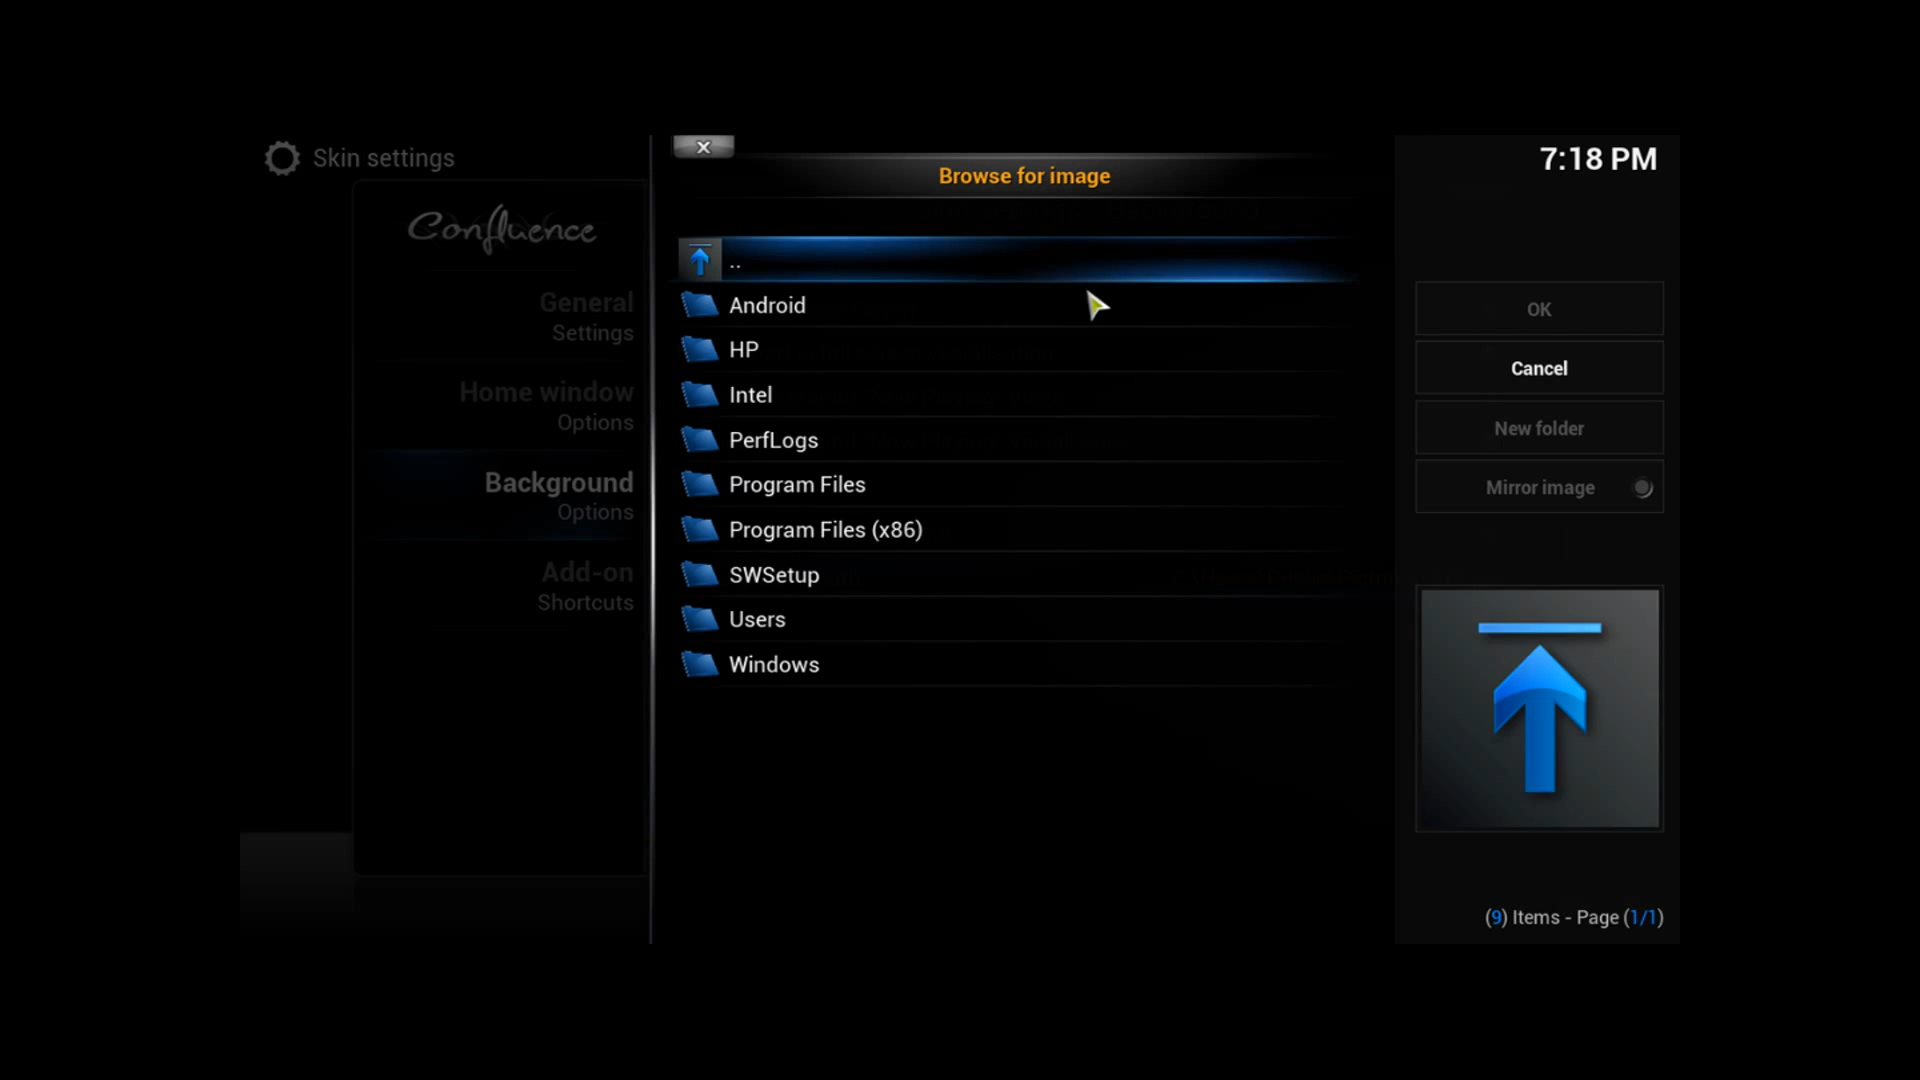 Skin settings
7:18 PM
Browse for image
Confluence
General
Settings
Home window
Options
Background
Options
Add-on
Shortcuts
..
Android
HP
Intel
PerfLogs
Program Files
Program Files (x86)
SWSetup
Users
Windows
OK
Cancel
New folder
Mirror image
(9) Items - Page (1/1)